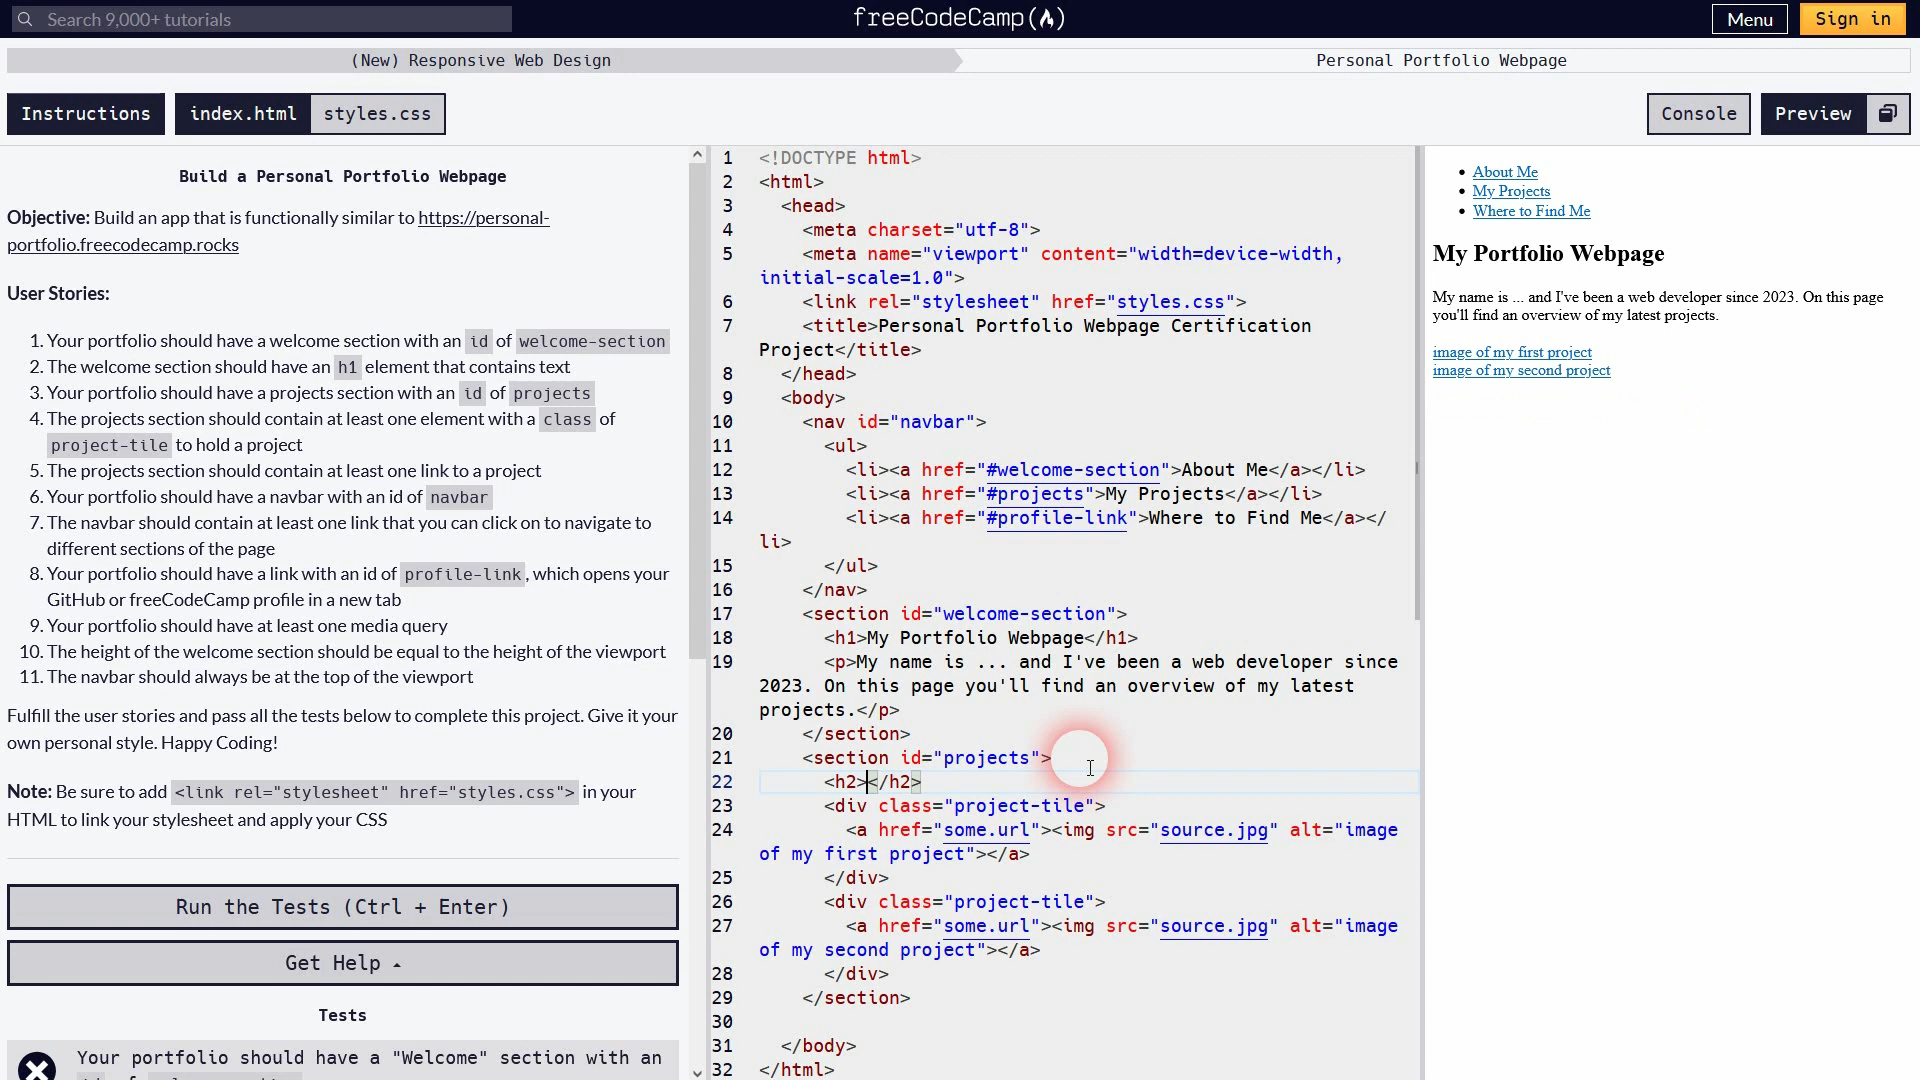 Search 9,000+ tutorials
freeCodeCamp
Menu
Sign in
(New) Responsive Web Design
Personal Portfolio Webpage
Instructions
index.html
styles.css
Console
Preview
Build a Personal Portfolio Webpage
Objective: Build an app that is functionally similar to https://personal-
portfolio.freecodecamp.rocks
User Stories:
1. Your portfolio should have a welcome section with an id of welcome-section
2. The welcome section should have an h1 element that contains text
3. Your portfolio should have a projects section with an id of projects
4. The projects section should contain at least one element with a class of
project-tile to hold a project
5. The projects section should contain at least one link to a project
6. Your portfolio should have a navbar with an id of navbar
7. The navbar should contain at least one link that you can click on to navigate to
different sections of the page
8. Your portfolio should have a link with an id of profile-link, which opens your
GitHub or freeCodeCamp profile in a new tab
9. Your portfolio should have at least one media query
10. The height of the welcome section should be equal to the height of the viewport
11. The navbar should always be at the top of the viewport
Fulfill the user stories and pass all the tests below to complete this project. Give it your
own personal style. Happy Coding!
Note: Be sure to add <link rel="stylesheet" href="styles.css"> in your
HTML to link your stylesheet and apply your CSS
Run the Tests (Ctrl + Enter)
Get Help
Tests
Your portfolio should have a "Welcome" section with an
1 <!DOCTYPE html>
2 <html>
3 <head>
4 <meta charset="utf-8">
5 <meta name="viewport" content="width=device-width,
initial-scale=1.0">
6 <link rel="stylesheet" href="styles.css">
7 <title>Personal Portfolio Webpage Certification
Project</title>
8 </head>
9 <body>
10 <nav id="navbar">
11 <ul>
12 <li><a href="#welcome-section">About Me</a></li>
13 <li><a href="#projects">My Projects</a></li>
14 <li><a href="#profile-link">Where to Find Me</a></
li>
15 </ul>
16 </nav>
17 <section id="welcome-section">
18 <h1>My Portfolio Webpage</h1>
19 <p>My name is ... and I've been a web developer since
2023. On this page you'll find an overview of my latest
projects.</p>
20 </section>
21 <section id="projects">
22 <h2></h2>
23 <div class="project-tile">
24 <a href="some.url"><img src="source.jpg" alt="image
of my first project"></a>
25 </div>
26 <div class="project-tile">
27 <a href="some.url"><img src="source.jpg" alt="image
of my second project"></a>
28 </div>
29 </section>
30
31 </body>
32 </html>
• About Me
• My Projects
• Where to Find Me
My Portfolio Webpage
My name is ... and I've been a web developer since 2023. On this page
you'll find an overview of my latest projects.
image of my first project
image of my second project